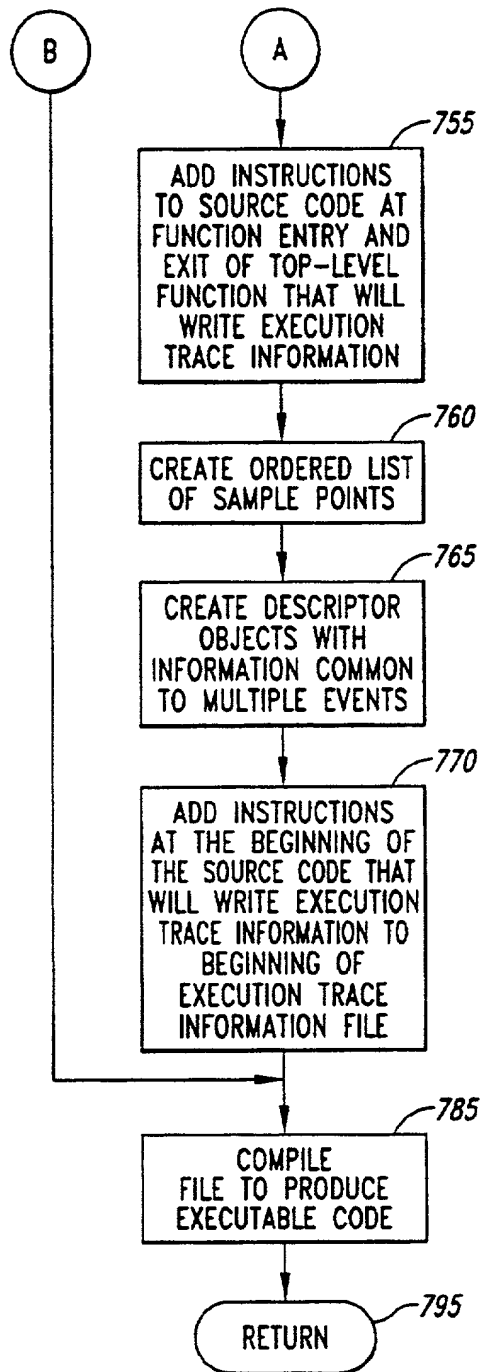 B
A
755
ADD INSTRUCTIONS
TO SOURCE CODE AT
FUNCTION ENTRY AND
EXIT OF TOP-LEVEL
FUNCTION THAT WILL
WRITE EXECUTION
TRACE INFORMATION
760
CREATE ORDERED LIST
OF SAMPLE POINTS
765
CREATE DESCRIPTOR
OBJECTS WITH
INFORMATION COMMON
TO MULTIPLE EVENTS
770
ADD INSTRUCTIONS
AT THE BEGINNING OF
THE SOURCE CODE THAT
WILL WRITE EXECUTION
TRACE INFORMATION TO
BEGINNING OF
EXECUTION TRACE
INFORMATION FILE
785
COMPILE
FILE TO PRODUCE
EXECUTABLE CODE
795
RETURN